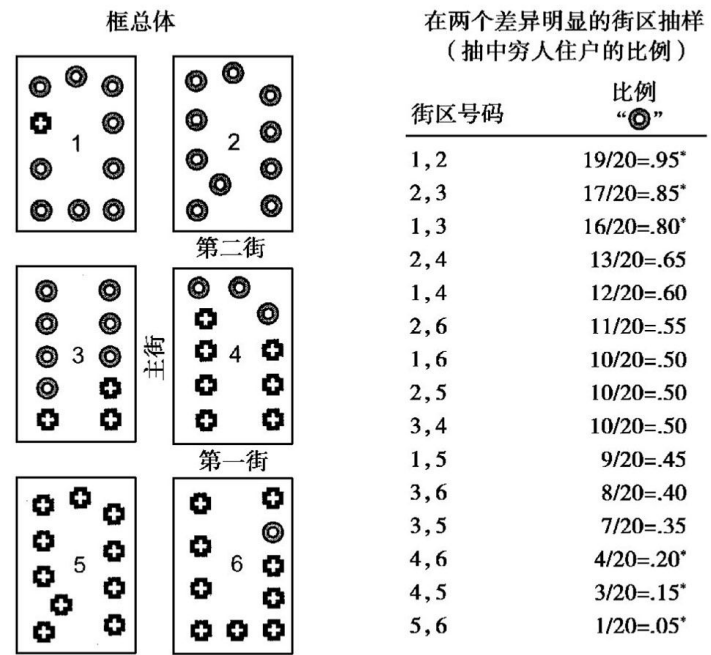 框总体
1
2
第二街
3
主街
4
第一街
5
6
在两个差异明显的街区抽样
（抽中穷人住户的比例）
街区号码
比例
“◎”
1,2 19/20=.95*
2,3 17/20=.85*
1,3 16/20=.80*
2,4 13/20=.65
1,4 12/20=.60
2,6 11/20=.55
1,6 10/20=.50
2,5 10/20=.50
3,4 10/20=.50
1,5 9/20=.45
3,6 8/20=.40
3,5 7/20=.35
4,6 4/20=.20*
4,5 3/20=.15*
5,6 1/20=.05*